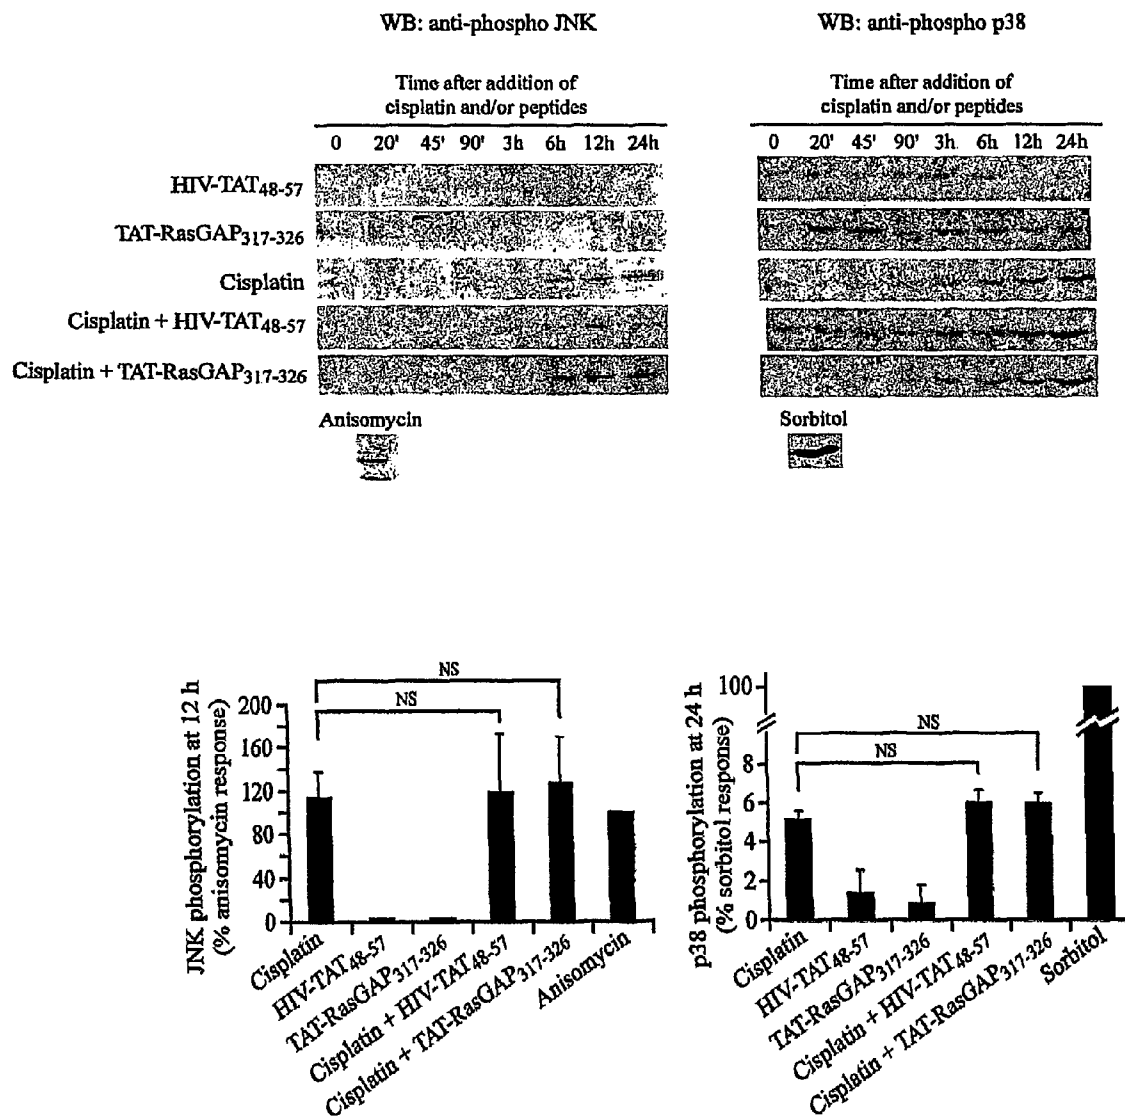 WB: anti-phospho JNK
Time after addition of
cisplatin and/or peptides
0 20' 45' 90' 3h 6h 12h 24h
WB: anti-phospho p38
Time after addition of
cisplatin and/or peptides
0 20' 45' 90' 3h 6h 12h 24h
HIV-TAT48-57
TAT-RasGAP317-326
Cisplatin
Cisplatin + HIV-TAT48-57
Cisplatin + TAT-RasGAP317-326
Anisomycin
Sorbitol
JNK phosphorylation at 12 h
(% anisomycin response)
200
160
120
80
40
0
NS
NS
Cisplatin
HIV-TAT48-57
TAT-RasGAP317-326
Cisplatin + HIV-TAT48-57
Cisplatin + TAT-RasGAP317-326
Anisomycin
p38 phosphorylation at 24 h
(% sorbitol response)
100
8
6
4
2
0
NS
NS
Cisplatin
HIV-TAT48-57
TAT-RasGAP317-326
Cisplatin + HIV-TAT48-57
Cisplatin + TAT-RasGAP317-326
Sorbitol